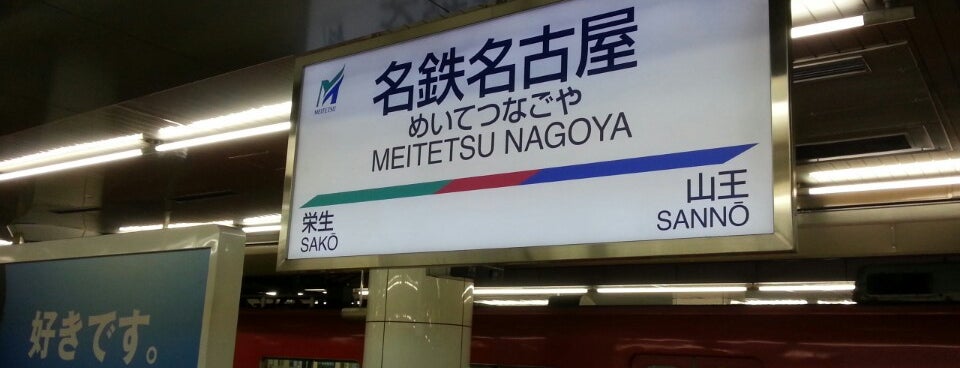 MEITETSU
名鉄名古屋
めいてつなごや
MEITETSU NAGOYA
栄生
SAKŌ
山王
SANNŌ
好きです。